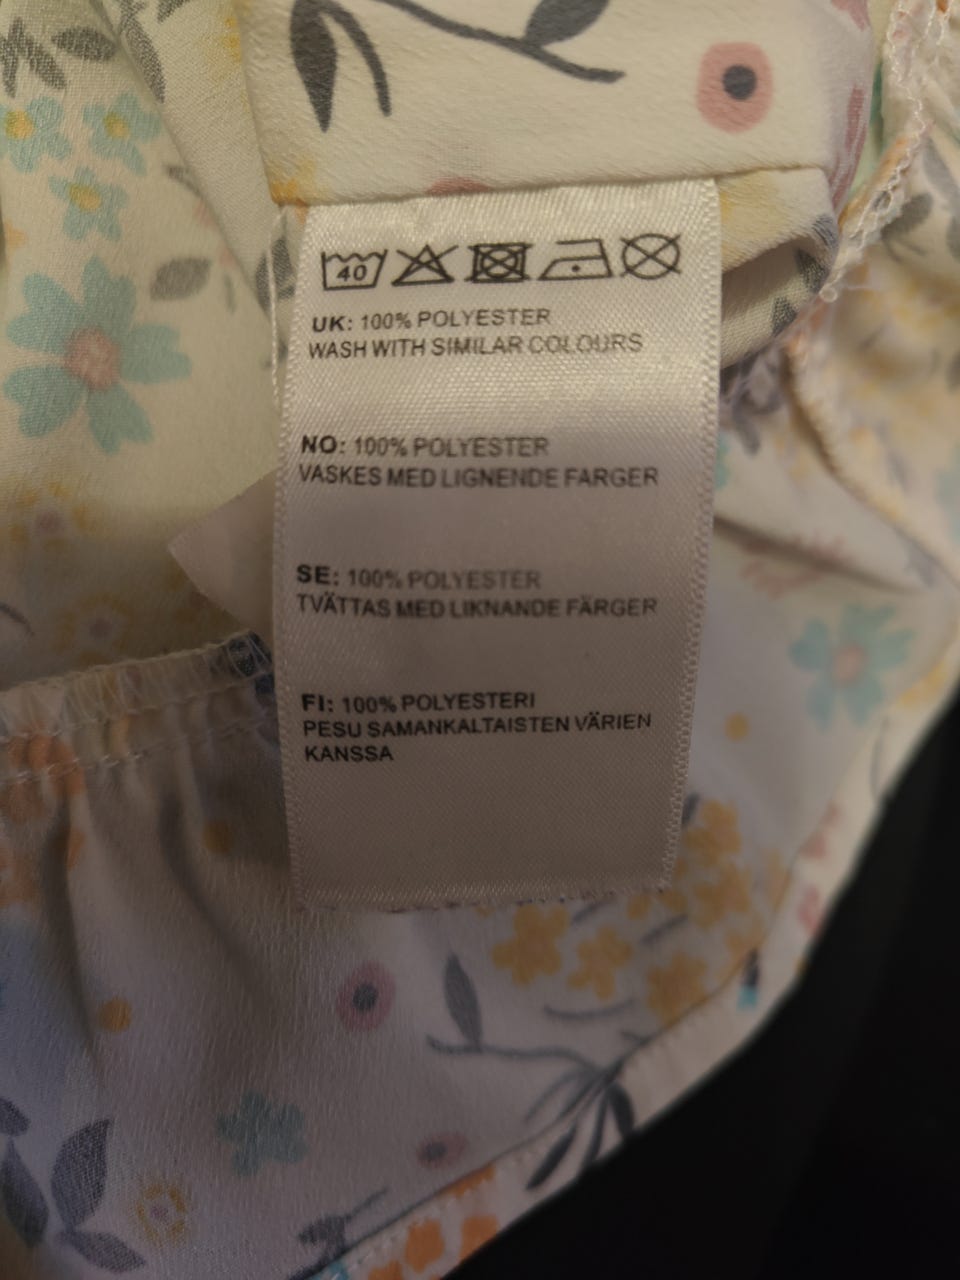 40
UK: 100% POLYESTER
WASH WITH SIMILAR COLOURS
NO: 100% POLYESTER
VASKES MED LIGNENDE FARGER
SE: 100% POLYESTER
TVÄTTAS MED LIKNANDE FÄRGER
FI: 100% POLYESTERI
PESU SAMANKALTAISTEN VÄRIEN
KANSSA